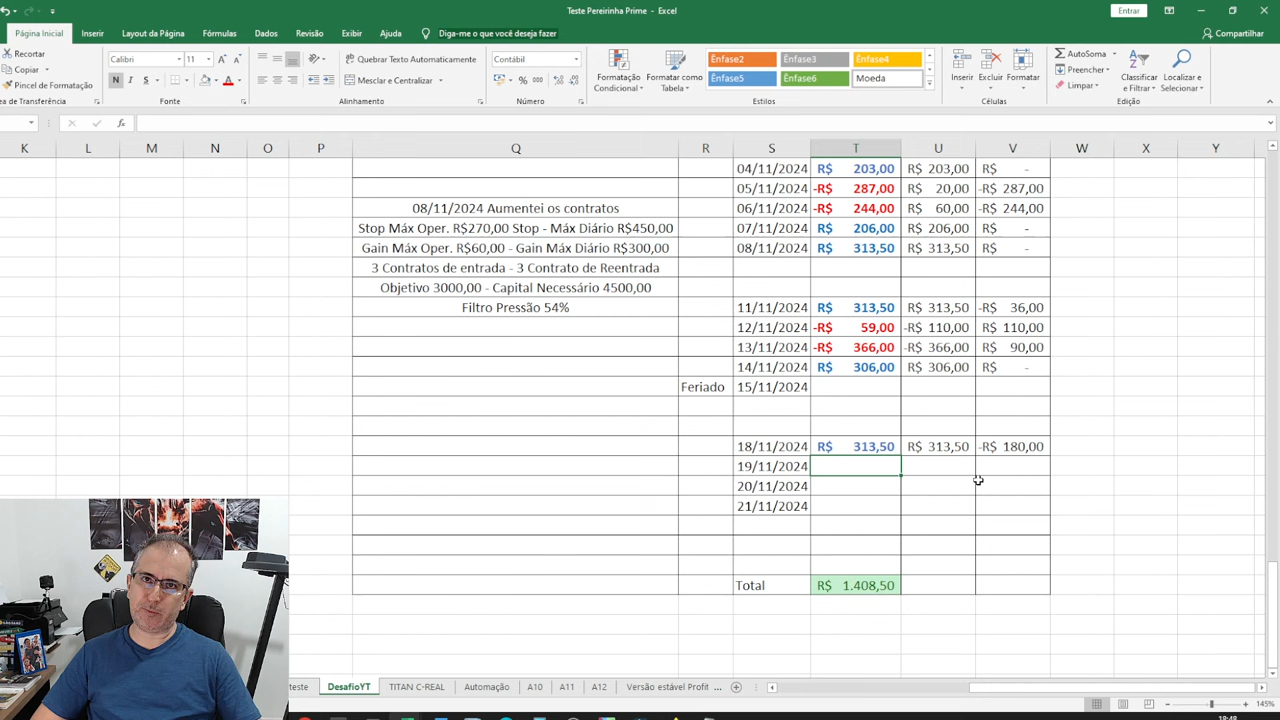 Teste Pereirinha Prime - Excel
Entrar
Página Inicial Inserir Layout da Página Fórmulas Dados Revisão Exibir Ajuda Diga-me o que você deseja fazer Compartilhar
Recortar
Copiar
Pincel de Formatação
Calibri 11
N I S
Quebrar Texto Automaticamente
Mesclar e Centralizar
Contábil
% 000
Formatação Condicional
Formatar como Tabela
Ênfase2 Ênfase3 Ênfase4
Ênfase5 Ênfase6 Moeda
Inserir Excluir Formatar
AutoSoma
Preencher
Limpar
Classificar e Filtrar
Localizar e Selecionar
a de Transferência Fonte Alinhamento Número Estilos Células Edição
fx
K L M N O P Q R S T U V W X Y
04/11/2024 R$ 203,00 R$ 203,00 R$ -
05/11/2024 -R$ 287,00 R$ 20,00 -R$ 287,00
08/11/2024 Aumentei os contratos 06/11/2024 -R$ 244,00 R$ 60,00 -R$ 244,00
Stop Máx Oper. R$270,00 Stop - Máx Diário R$450,00 07/11/2024 R$ 206,00 R$ 206,00 R$ -
Gain Máx Oper. R$60,00 - Gain Máx Diário R$300,00 08/11/2024 R$ 313,50 R$ 313,50 R$ -
3 Contratos de entrada - 3 Contrato de Reentrada
Objetivo 3000,00 - Capital Necessário 4500,00
Filtro Pressão 54% 11/11/2024 R$ 313,50 R$ 313,50 -R$ 36,00
12/11/2024 -R$ 59,00 -R$ 110,00 R$ 110,00
13/11/2024 -R$ 366,00 -R$ 366,00 R$ 90,00
14/11/2024 R$ 306,00 R$ 306,00 R$ -
Feriado 15/11/2024
18/11/2024 R$ 313,50 R$ 313,50 -R$ 180,00
19/11/2024
20/11/2024
21/11/2024
Total R$ 1.408,50
teste DesafioYT TITAN C-REAL Automação A10 A11 A12 Versão estável Profit ...
145%
18:48